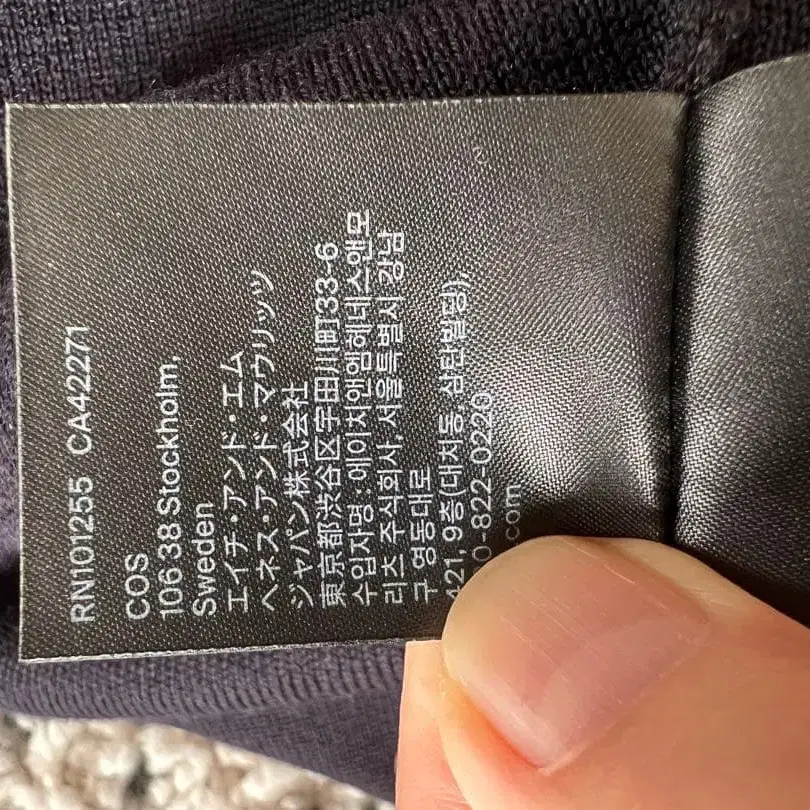 RN101255 CA42271
COS
106 38 Stockholm,
Sweden
エイチ・アンド・エム
ヘネス・アンド・マウリッツ
ジャパン株式会社
東京都渋谷区宇田川町33-6
수입자명 : 에이치앤엠헤네스앤모
리츠 주식회사, 서울특별시 강남
구 영동대로
421, 9층(대치동, 삼탄빌딩),
0-822-0220
com